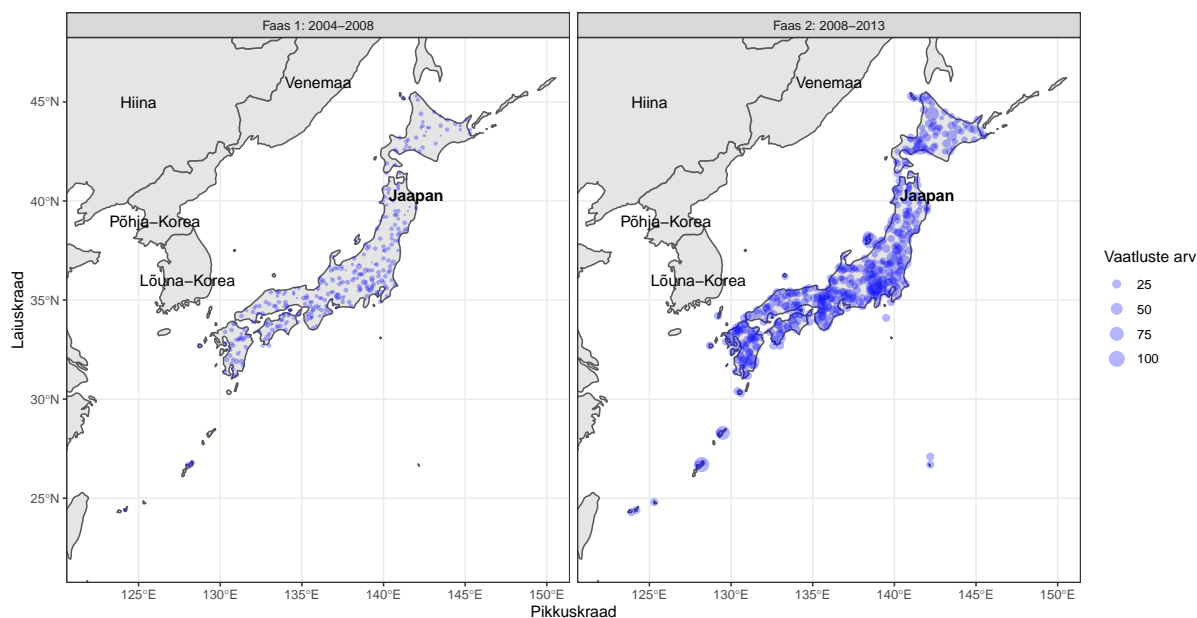 Faas 1: 2004–2008
Faas 2: 2008–2013
Venemaa
Hiina
Jaapan
Põhja−Korea
Lõuna−Korea
Venemaa
Hiina
Jaapan
Põhja−Korea
Lõuna−Korea
45°N
40°N
35°N
30°N
25°N
Laiuskraad
125°E 130°E 135°E 140°E 145°E 150°E
125°E 130°E 135°E 140°E 145°E 150°E
Pikkuskraad
Vaatluste arv
25
50
75
100